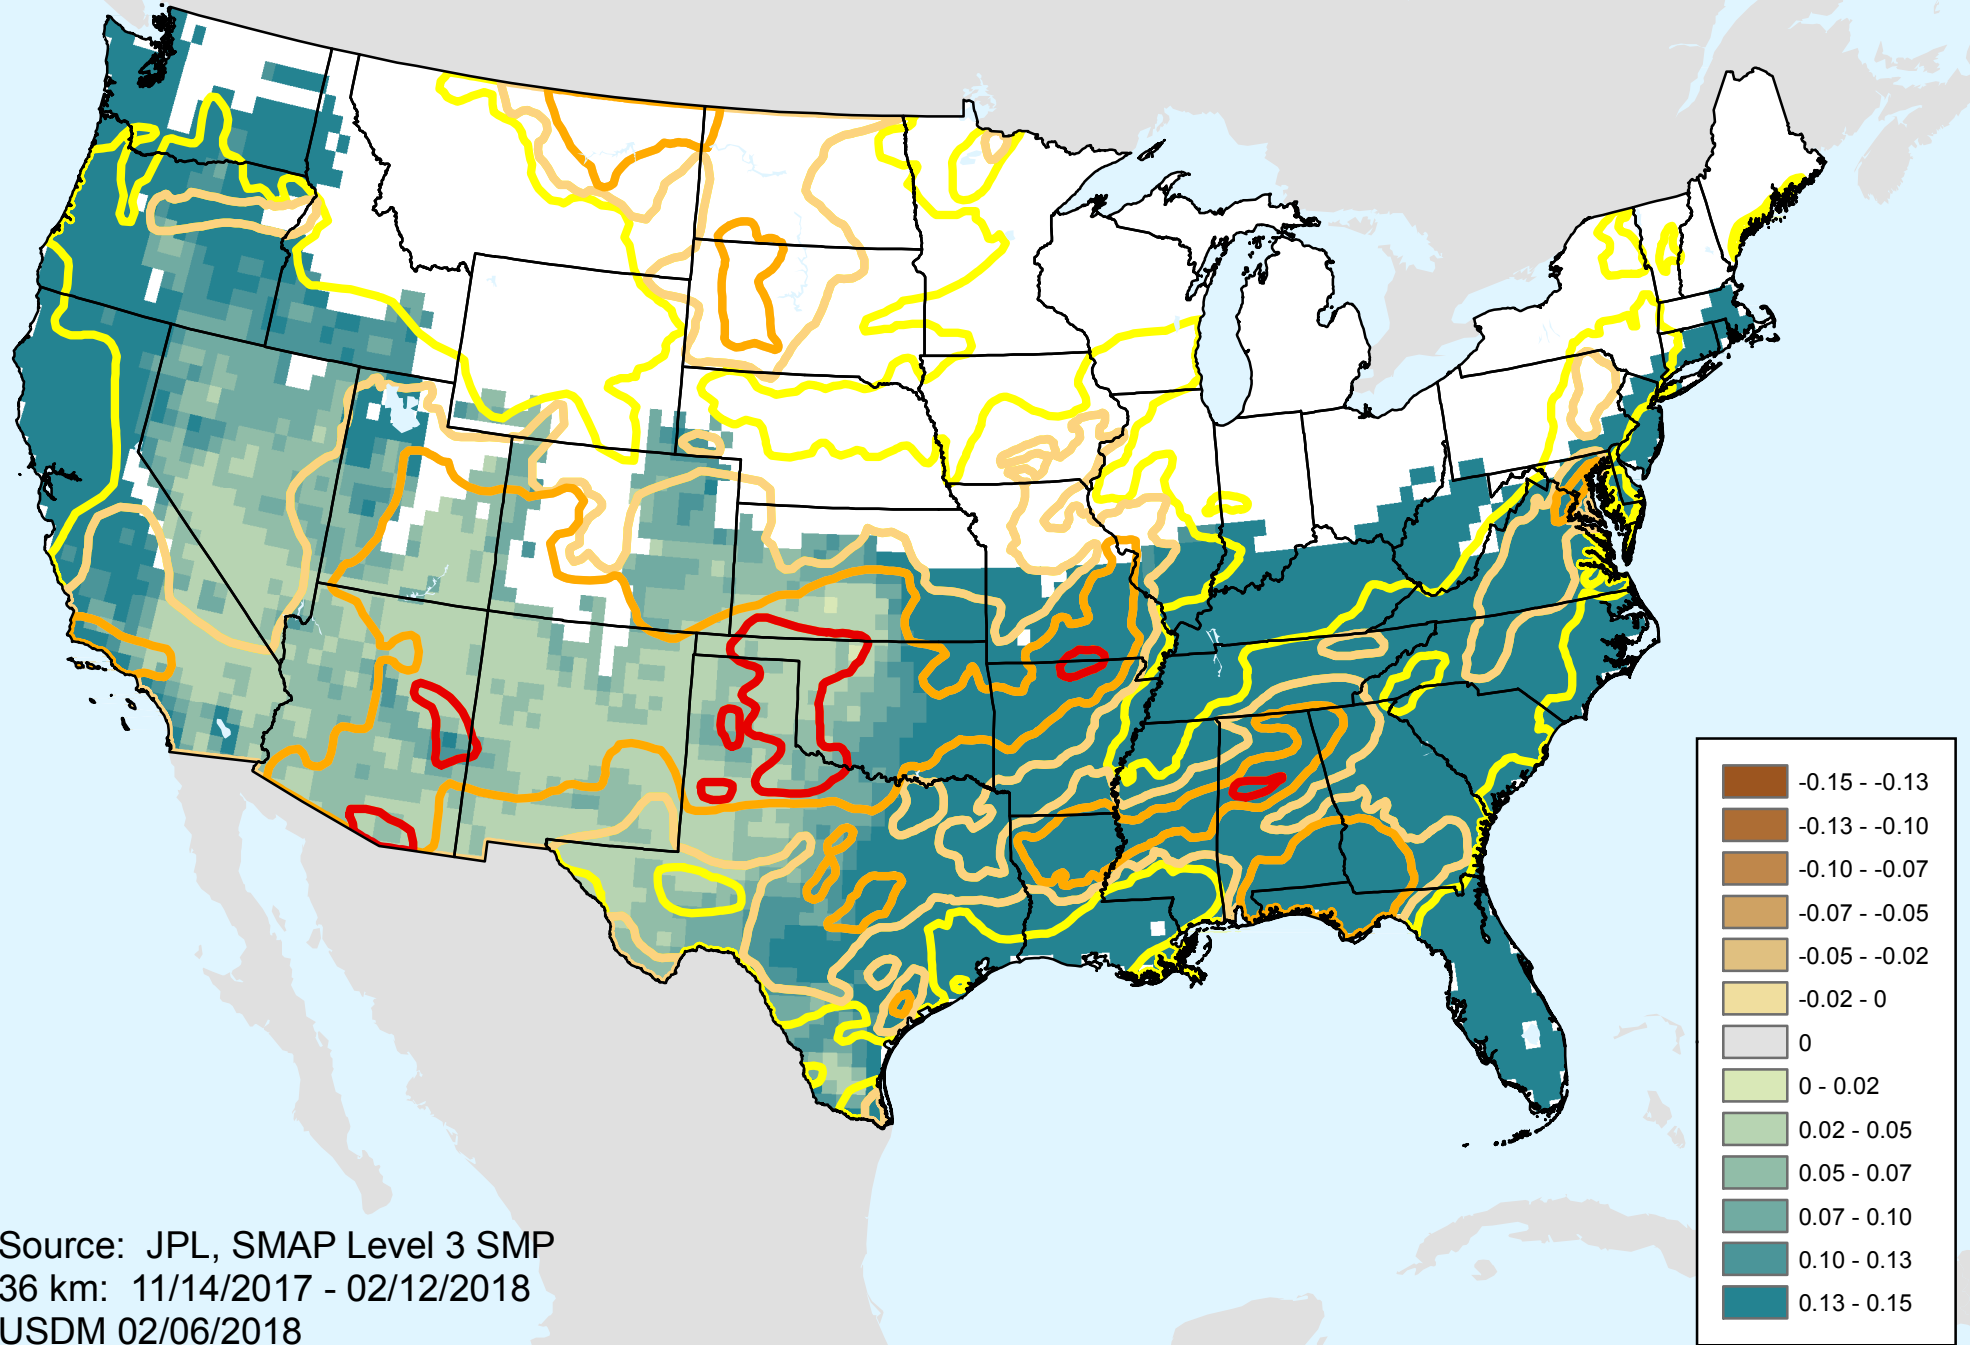 -0.15 - -0.13
-0.13 - -0.10
-0.10 - -0.07
-0.07 - -0.05
-0.05 - -0.02
-0.02 - 0
0
0 - 0.02
0.02 - 0.05
0.05 - 0.07
0.07 - 0.10
0.10 - 0.13
0.13 - 0.15
Source: JPL, SMAP Level 3 SMP
36 km: 11/14/2017 - 02/12/2018
USDM 02/06/2018